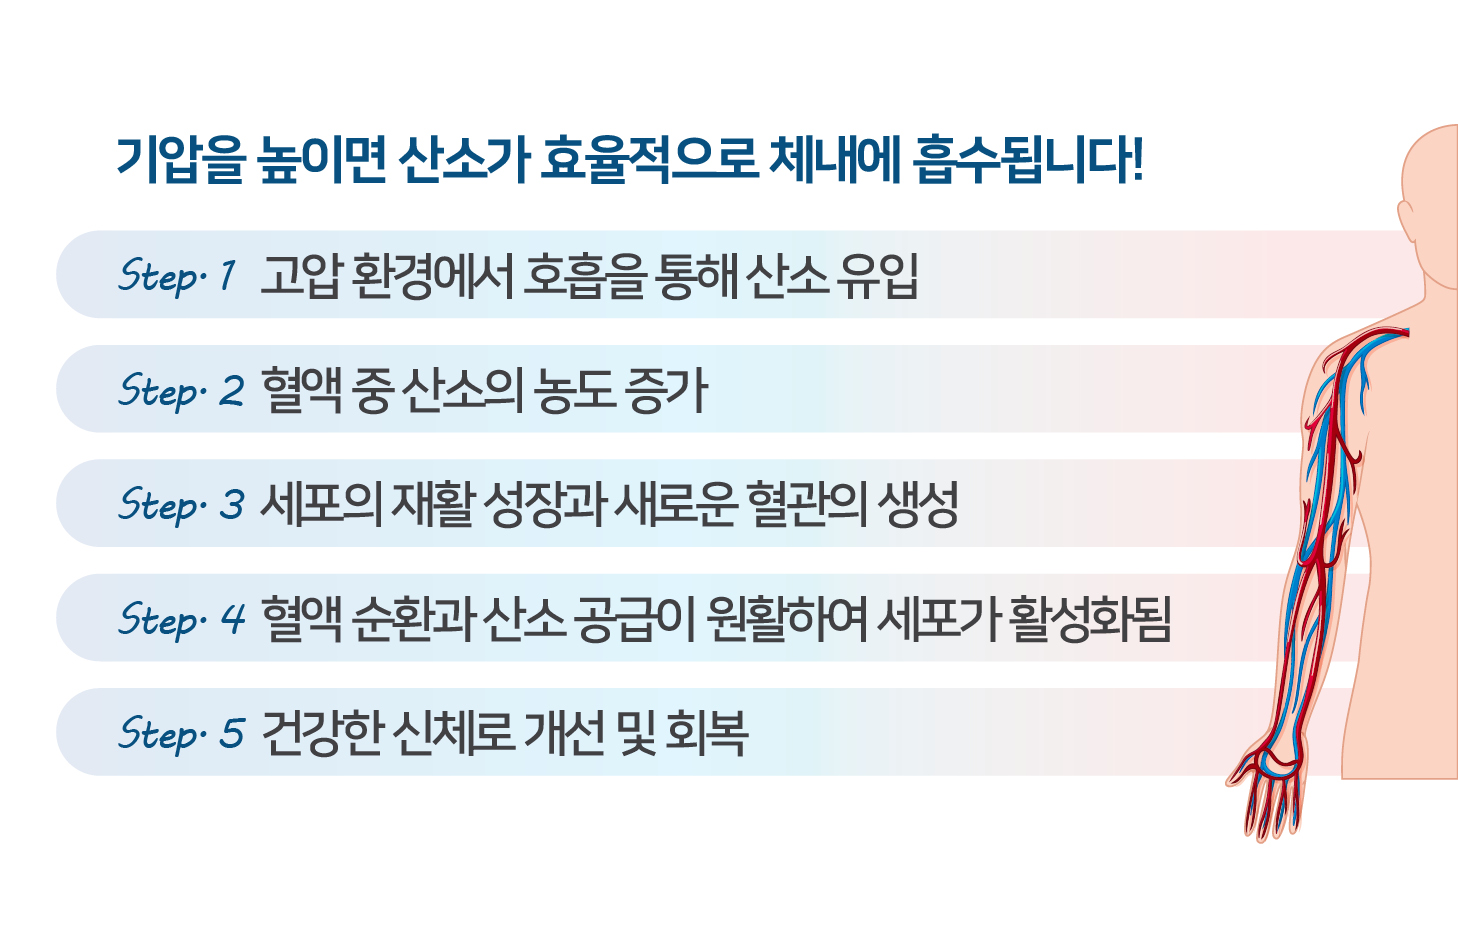 기압을 높이면 산소가 효율적으로 체내에 흡수됩니다!
Step. 1 고압 환경에서 호흡을 통해 산소 유입
Step. 2 혈액 중 산소의 농도 증가
Step. 3 세포의 재활 성장과 새로운 혈관의 생성
Step. 4 혈액 순환과 산소 공급이 원활하여 세포가 활성화됨
Step. 5 건강한 신체로 개선 및 회복